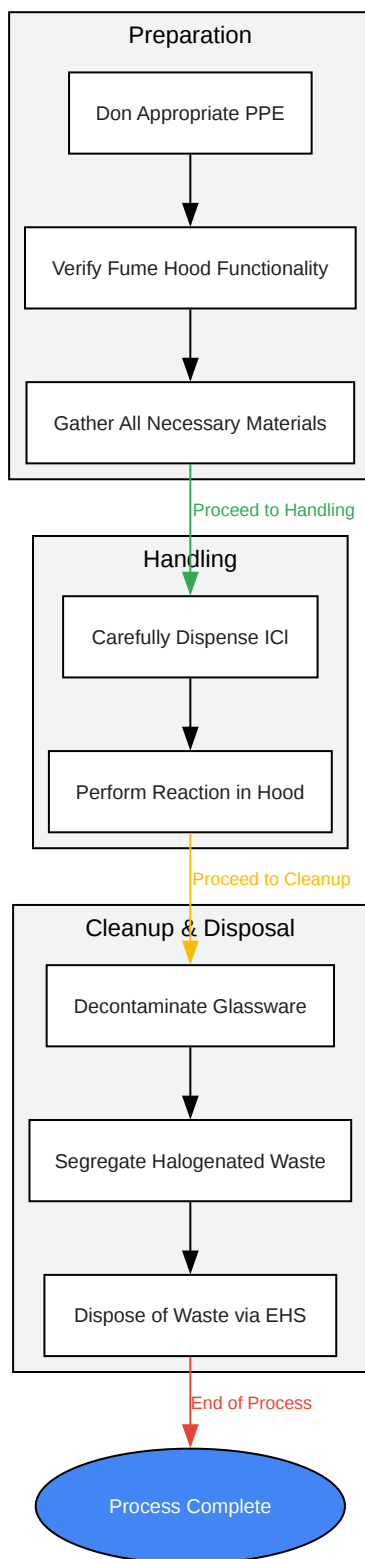 Preparation
Don Appropriate PPE
Verify Fume Hood Functionality
Gather All Necessary Materials
Proceed to Handling
Handling
Carefully Dispense ICl
Perform Reaction in Hood
Proceed to Cleanup
Cleanup & Disposal
Decontaminate Glassware
Segregate Halogenated Waste
Dispose of Waste via EHS
End of Process
Process Complete